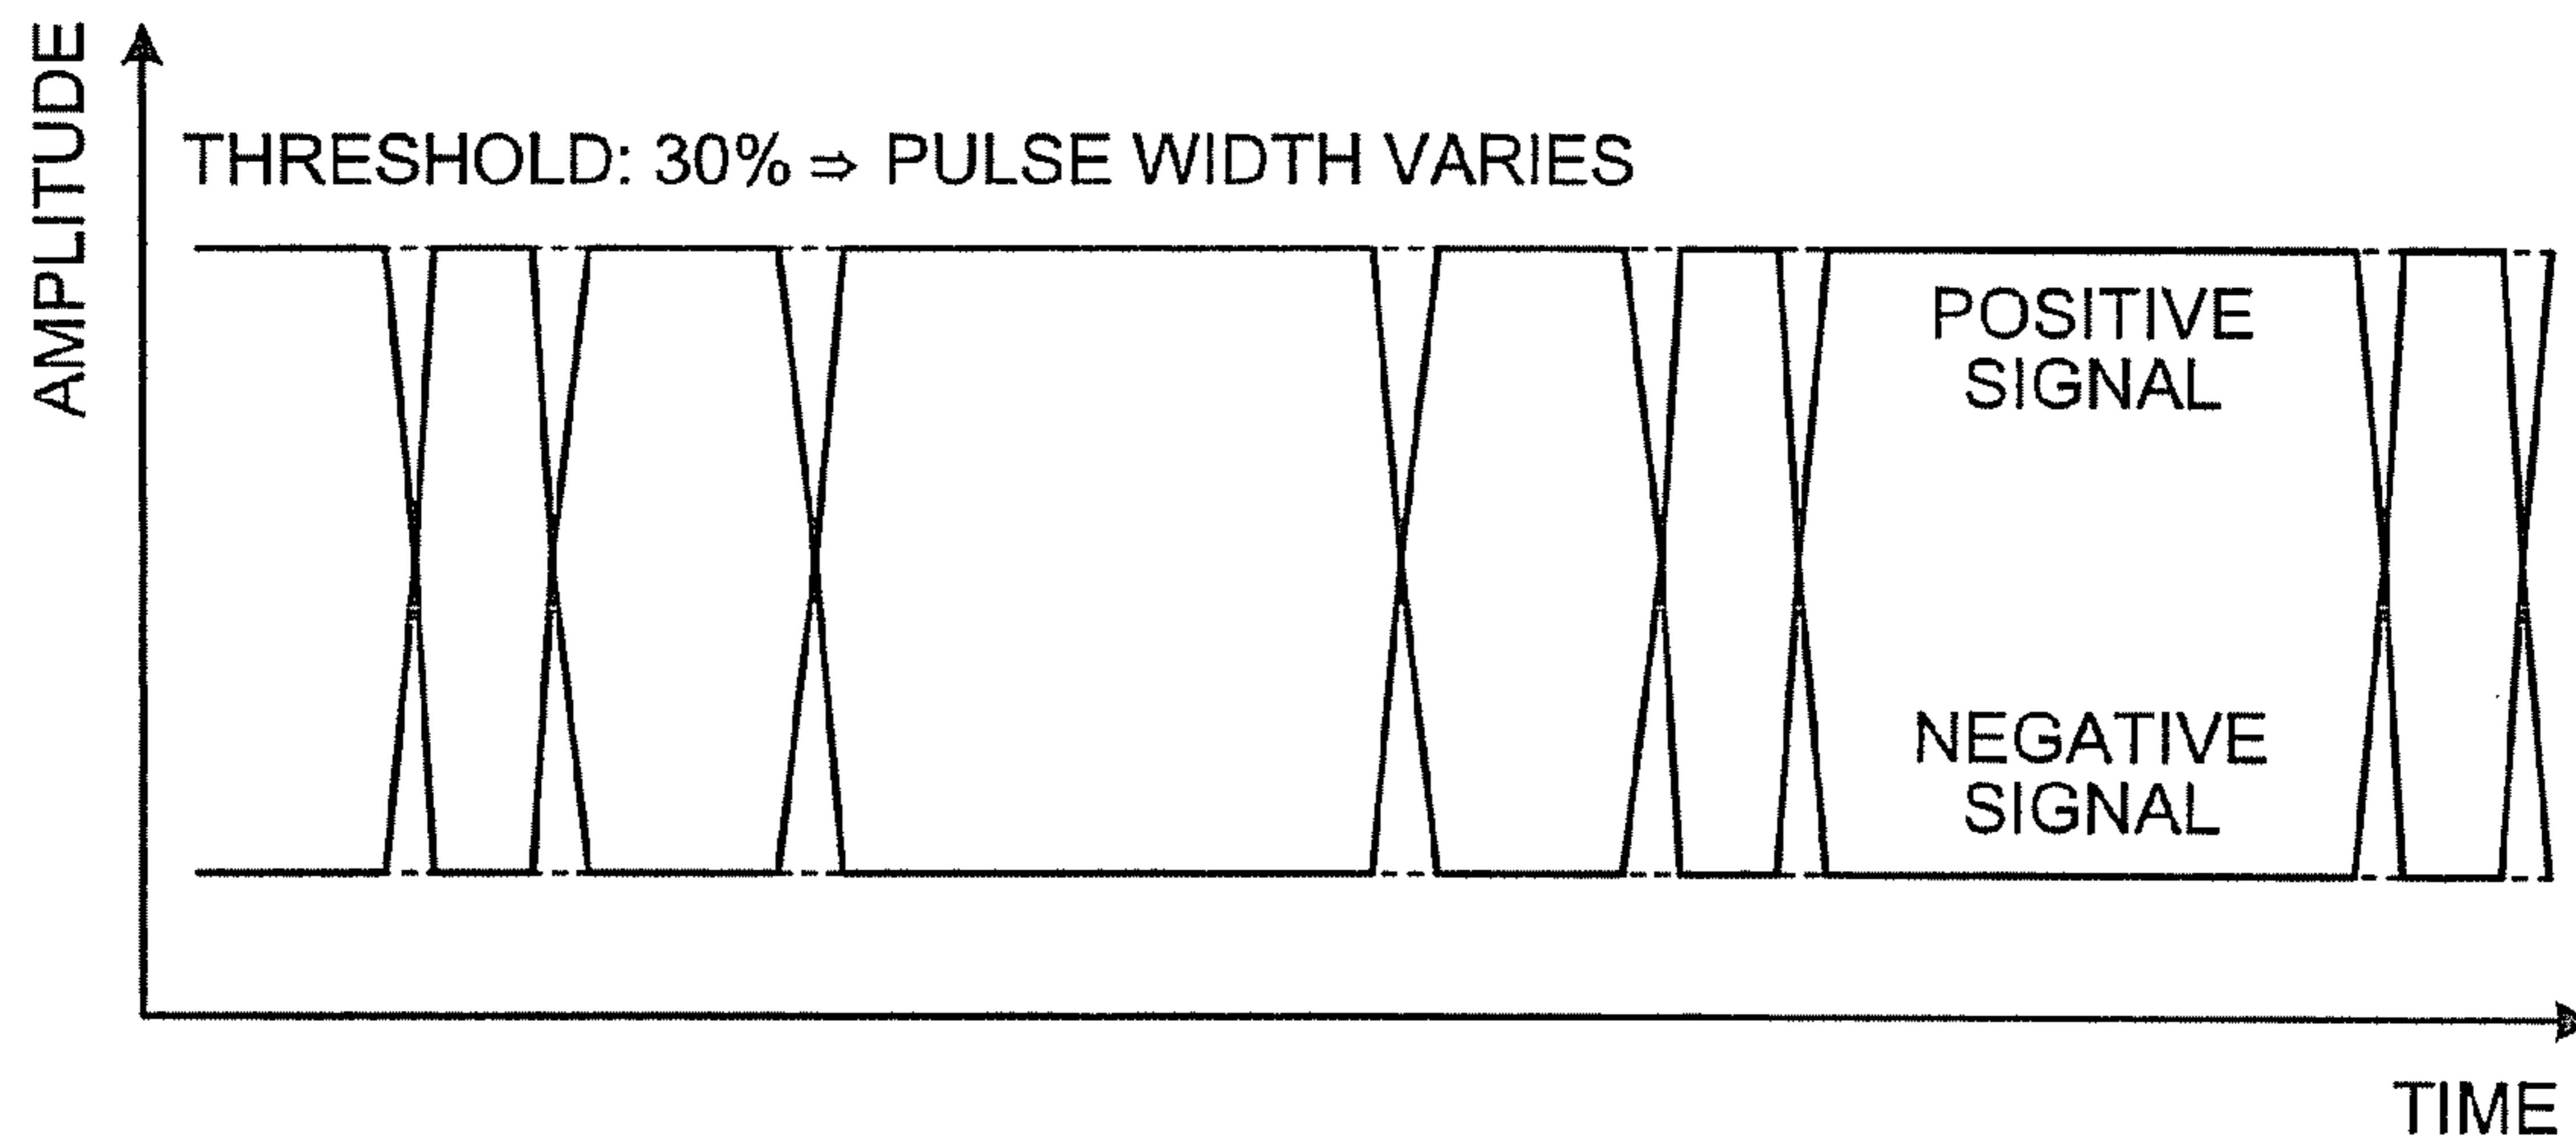 AMPLITUDE
THRESHOLD: 30% ⇒ PULSE WIDTH VARIES
POSITIVE
SIGNAL
NEGATIVE
SIGNAL
TIME